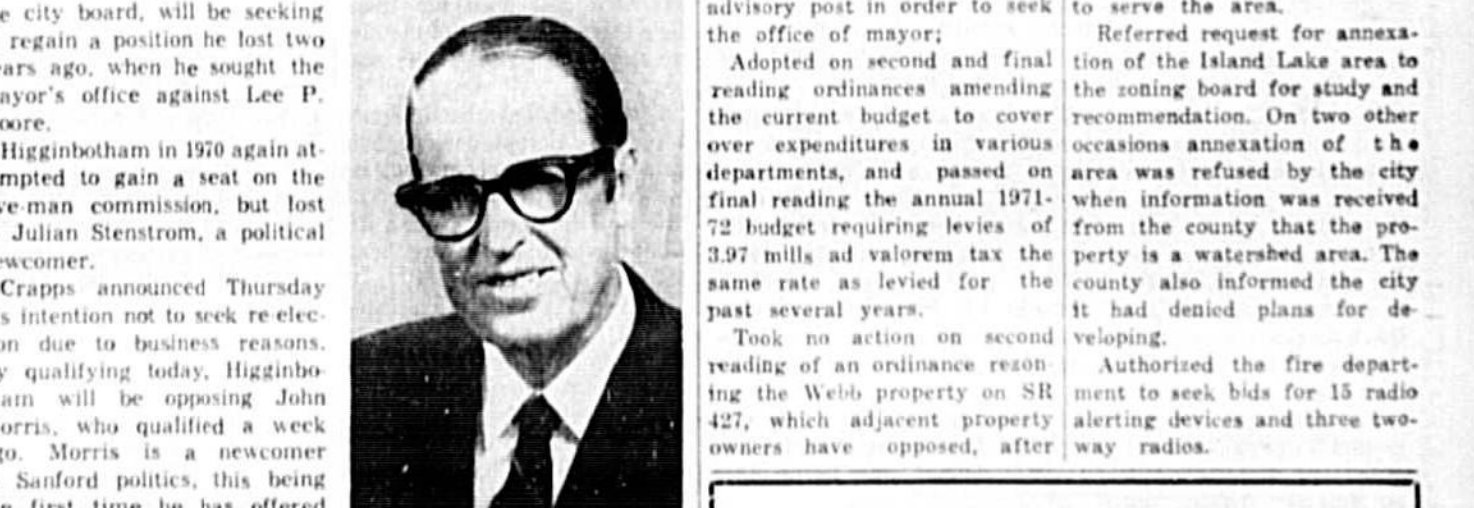 e city board, will be seeking
regain a position he lost two
ears ago, when he sought the
ayor's office against Lee P.
oore.
Higginbotham in 1970 again at-
mpted to gain a seat on the
ve-man commission, but lost
Julian Stenstrom, a political
ewcomer.
Crapps announced Thursday
s intention not to seek re-elec-
on due to business reasons.
y qualifying today, Higginbo-
am will be opposing John
orris, who qualified a week
go. Morris is a newcomer
Sanford politics, this being
e first time he has offered
advisory post in order to seek
the office of mayor;
Adopted on second and final
reading ordinances amending
the current budget to cover
over expenditures in various
departments, and passed on
final reading the annual 1971-
72 budget requiring levies of
3.97 mills ad valorem tax the
same rate as levied for the
past several years.
Took no action on second
reading of an ordinance rezon-
ing the Webb property on SR
427, which adjacent property
owners have opposed, after
to serve the area.
Referred request for annexa-
tion of the Island Lake area to
the zoning board for study and
recommendation. On two other
occasions annexation of the
area was refused by the city
when information was received
from the county that the pro-
perty is a watershed area. The
county also informed the city
it had denied plans for de-
veloping.
Authorized the fire depart-
ment to seek bids for 15 radio
alerting devices and three two-
way radios.